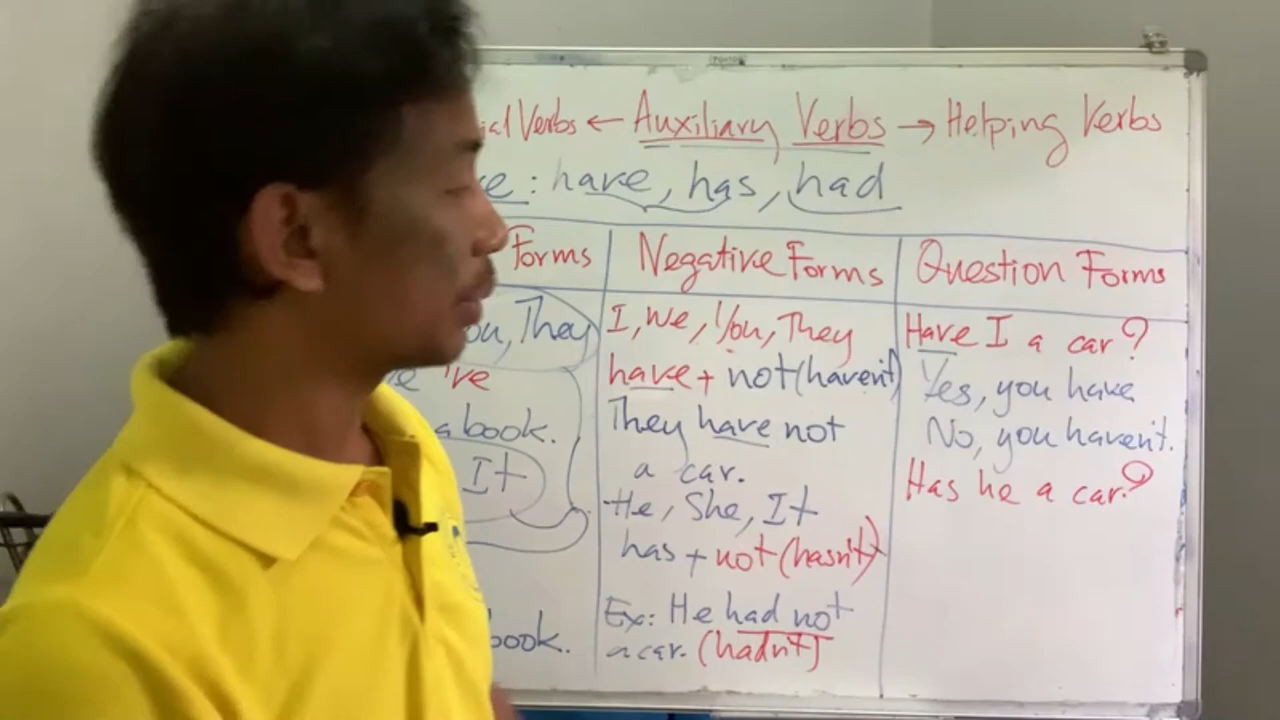 ial Verbs ← Auxiliary Verbs → Helping Verbs
e : have, has, had
Forms
ou, They
've
a book.
It
book.
Negative Forms
I, We, You, They
have + not (haven't)
They have not
a car.
He, She, It
has + not (hasn't)
Ex: He had not
a car. (hadn't)
Question Forms
Have I a car?
Yes, you have
No, you haven't.
Has he a car?